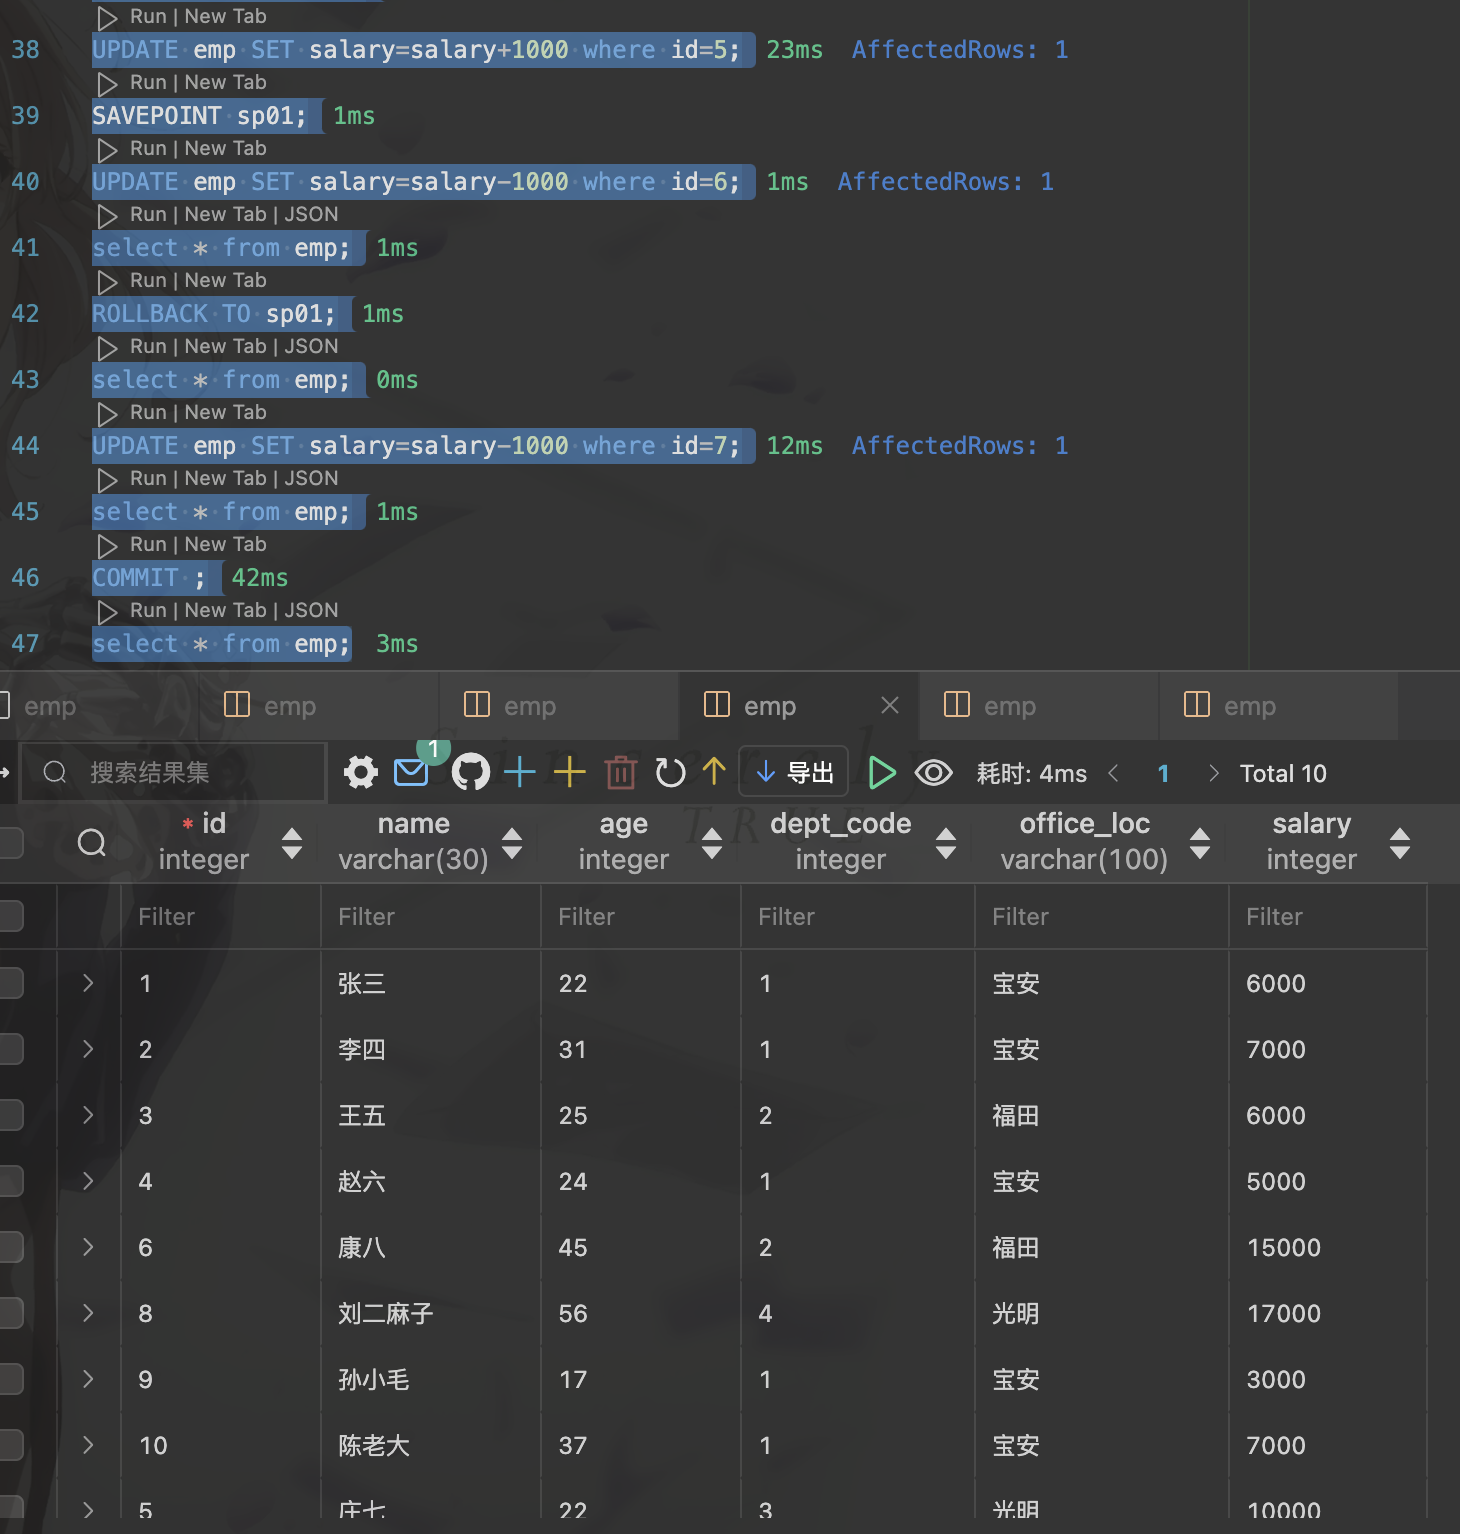 Run | New Tab
38 UPDATE emp SET salary=salary+1000 where id=5; 23ms AffectedRows: 1
Run | New Tab
39 SAVEPOINT sp01; 1ms
Run | New Tab
40 UPDATE emp SET salary=salary-1000 where id=6; 1ms AffectedRows: 1
Run | New Tab | JSON
41 select * from emp; 1ms
Run | New Tab
42 ROLLBACK TO sp01; 1ms
Run | New Tab | JSON
43 select * from emp; 0ms
Run | New Tab
44 UPDATE emp SET salary=salary-1000 where id=7; 12ms AffectedRows: 1
Run | New Tab | JSON
45 select * from emp; 1ms
Run | New Tab
46 COMMIT ; 42ms
Run | New Tab | JSON
47 select * from emp; 3ms
emp emp emp emp emp emp
搜索结果集 1 导出 耗时: 4ms 1 Total 10
Sincerely
TRUE
* id name age dept_code office_loc salary
integer varchar(30) integer integer varchar(100) integer
Filter Filter Filter Filter Filter Filter
1 张三 22 1 宝安 6000
2 李四 31 1 宝安 7000
3 王五 25 2 福田 6000
4 赵六 24 1 宝安 5000
6 康八 45 2 福田 15000
8 刘二麻子 56 4 光明 17000
9 孙小毛 17 1 宝安 3000
10 陈老大 37 1 宝安 7000
5 庄七 22 3 光明 10000